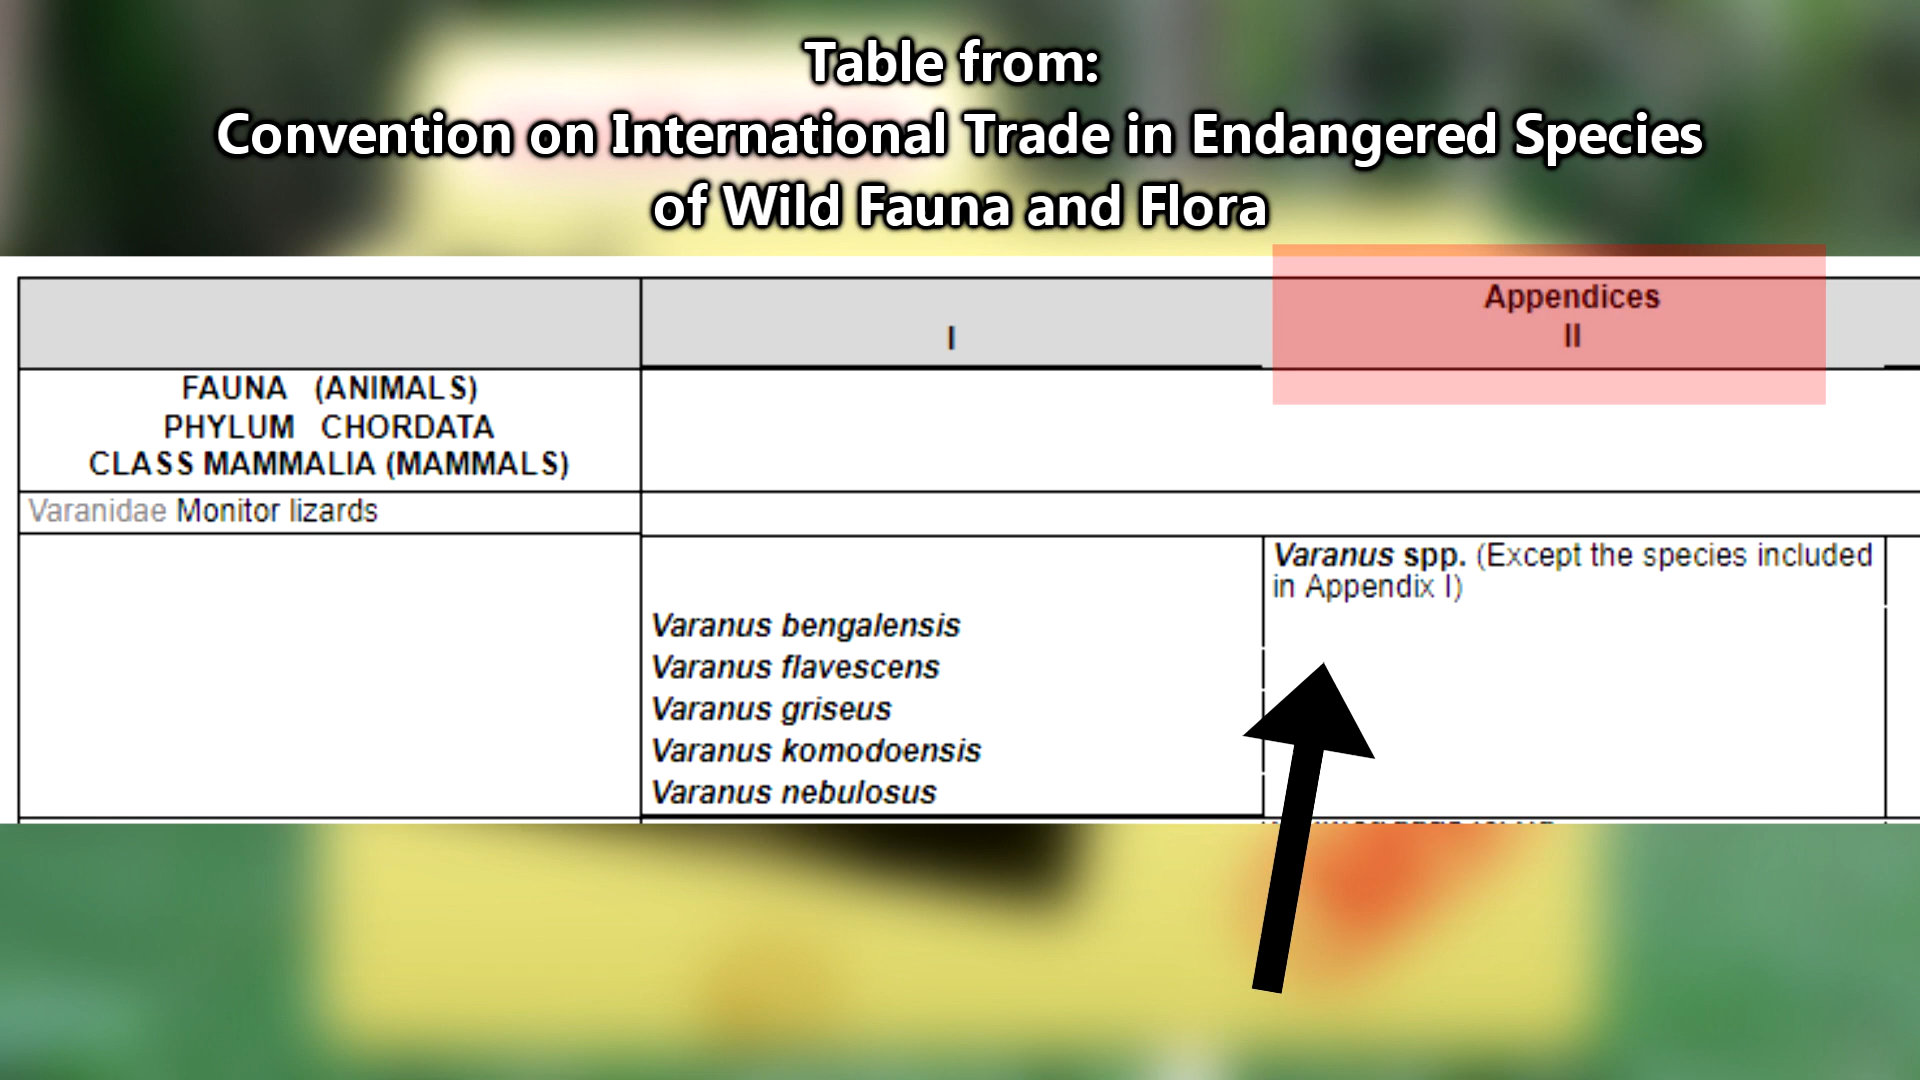 Table from:
Convention on International Trade in Endangered Species
of Wild Fauna and Flora
Appendices
I
II
FAUNA (ANIMALS)
PHYLUM CHORDATA
CLASS MAMMALIA (MAMMALS)
Varanidae Monitor lizards
Varanus spp. (Except the species included
in Appendix I)
Varanus bengalensis
Varanus flavescens
Varanus griseus
Varanus komodoensis
Varanus nebulosus